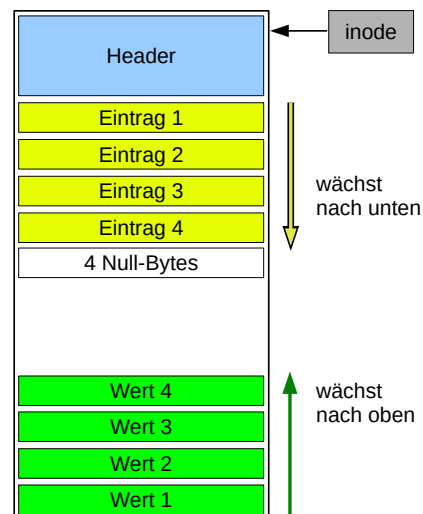 inode
Header
Eintrag 1
Eintrag 2
Eintrag 3
Eintrag 4
4 Null-Bytes
wächst
nach unten
Wert 4
Wert 3
Wert 2
Wert 1
wächst
nach oben